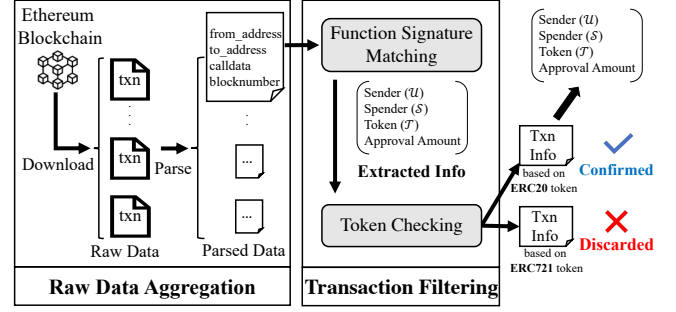 Ethereum
Blockchain
Download
txn
txn
txn
Raw Data
Parse
from_address
to_address
calldata
blocknumber
...
...
Parsed Data
Raw Data Aggregation
Function Signature
Matching
Sender (𝒰)
Spender (𝒮)
Token (𝒯)
Approval Amount
Extracted Info
Token Checking
Transaction Filtering
Sender (𝒰)
Spender (𝒮)
Token (𝒯)
Approval Amount
Txn
Info
based on
ERC20 token
Confirmed
Txn
Info
based on
ERC721 token
Discarded